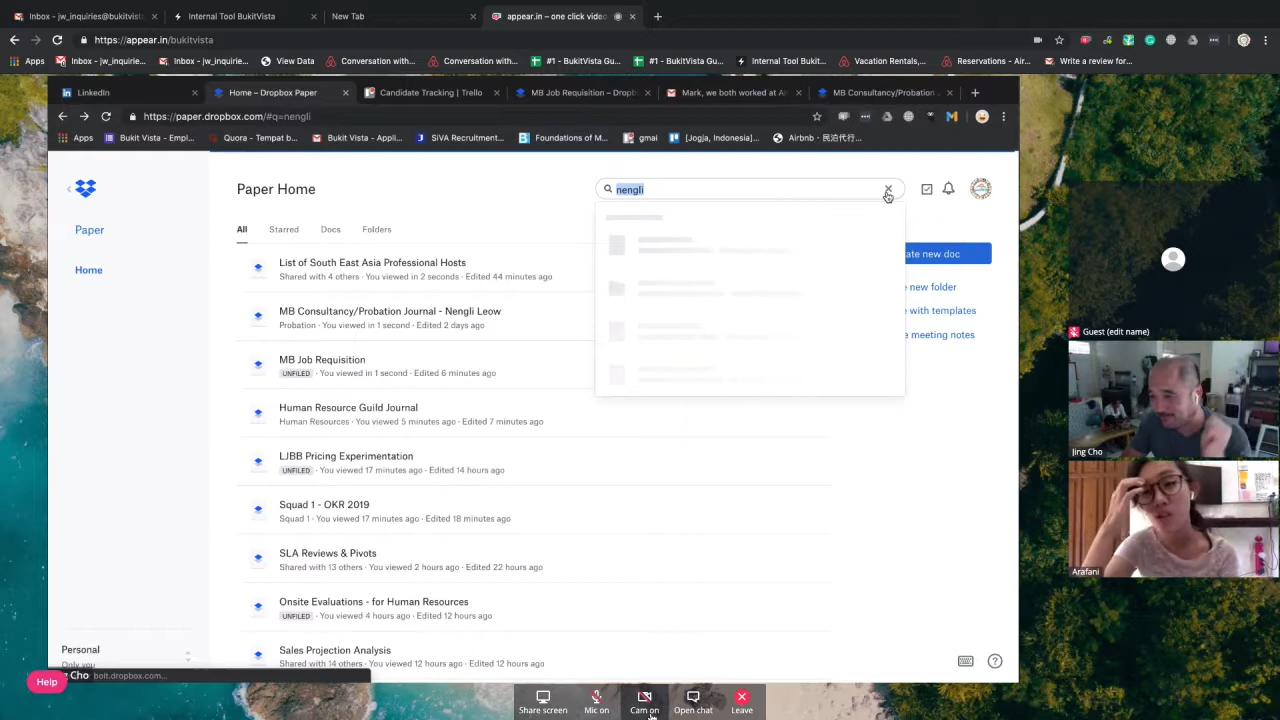 Inbox - jw_inquiries@bukitvista
Internal Tool BukitVista
New Tab
appear.in – one click video
https://appear.in/bukitvista
Apps
Inbox - jw_inquiries@...
Inbox - jw_inquiries@...
View Data
Conversation with...
Conversation with...
#1 - BukitVista Gu...
#1 - BukitVista Gu...
Internal Tool Buki...
Vacation Rentals,...
Reservations - Air...
Write a review for...
LinkedIn
Home – Dropbox Paper
Candidate Tracking | Trello
MB Job Requisition – Dropb
Mark, we both worked at Ai
MB Consultancy/Probation
https://paper.dropbox.com/#q=nengli
Apps
Bukit Vista - Emp...
Quora - Tempat b...
Bukit Vista - Appli...
SiVA Recruitment...
Foundations of M...
gmai
[Jogja, Indonesia]...
Airbnb - 民泊代行...
Paper Home
nengli
Paper
Home
All
Starred
Docs
Folders
List of South East Asia Professional Hosts
Shared with 4 others · You viewed in 2 seconds · Edited 44 minutes ago
ate new doc
e new folder
MB Consultancy/Probation Journal - Nengli Leow
Probation · You viewed in 1 second · Edited 2 days ago
e with templates
e meeting notes
MB Job Requisition
UNFILED · You viewed in 1 second · Edited 6 minutes ago
Human Resource Guild Journal
Human Resources · You viewed 5 minutes ago · Edited 7 minutes ago
LJBB Pricing Experimentation
UNFILED · You viewed 17 minutes ago · Edited 14 hours ago
Squad 1 - OKR 2019
Squad 1 · You viewed 17 minutes ago · Edited 18 minutes ago
SLA Reviews & Pivots
Shared with 13 others · You viewed 2 hours ago · Edited 22 hours ago
Onsite Evaluations - for Human Resources
UNFILED · You viewed 4 hours ago · Edited 12 hours ago
Sales Projection Analysis
Shared with 14 others · You viewed 12 hours ago · Edited 12 hours ago
Personal
Only you
g Cho
bolt.dropbox.com...
Help
Guest (edit name)
Jing Cho
Arafani
Share screen
Mic on
Cam on
Open chat
Leave